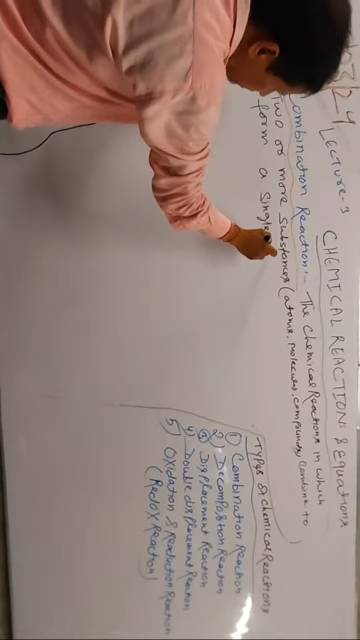 /24
LECTURE-3
CHEMICAL REACTIONS & Equations
Combination Reaction:- The Chemical Reactions in which
Two or more substances (atoms, molecules, compounds) combine to
form a single
Types of Chemical Reactions
① Combination Reaction
② Decomposition Reaction
③ Displacement Reaction
④ Double displacement Reaction
⑤ Oxidation & Reduction Reaction
(Redox Reaction)